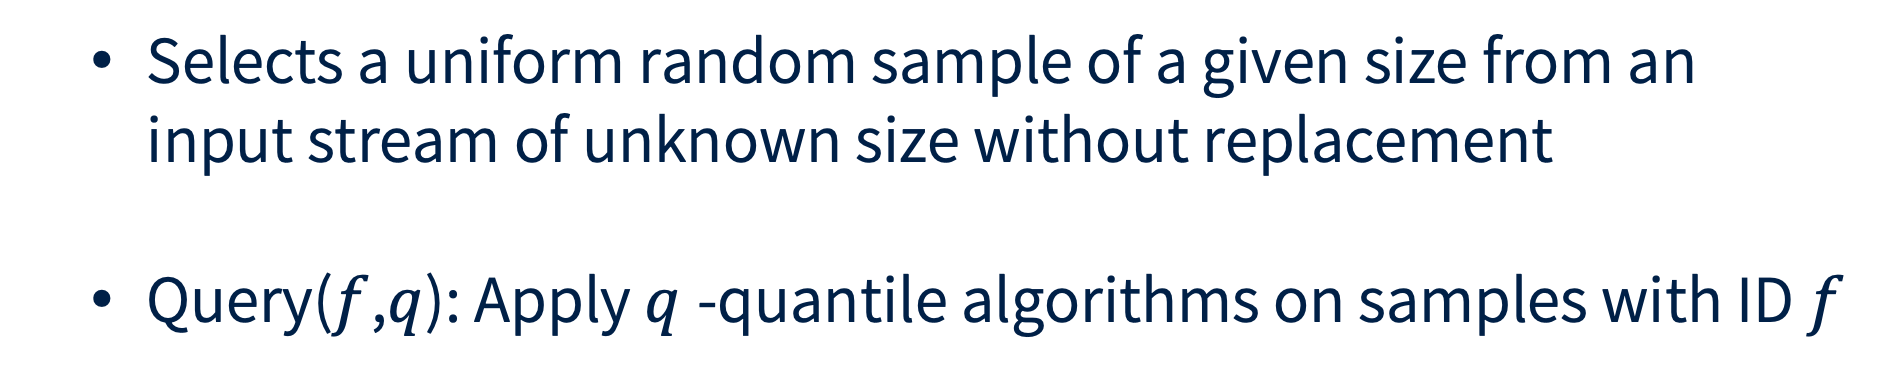 • Selects a uniform random sample of a given size from an
input stream of unknown size without replacement
• Query(f ,q): Apply q -quantile algorithms on samples with ID f